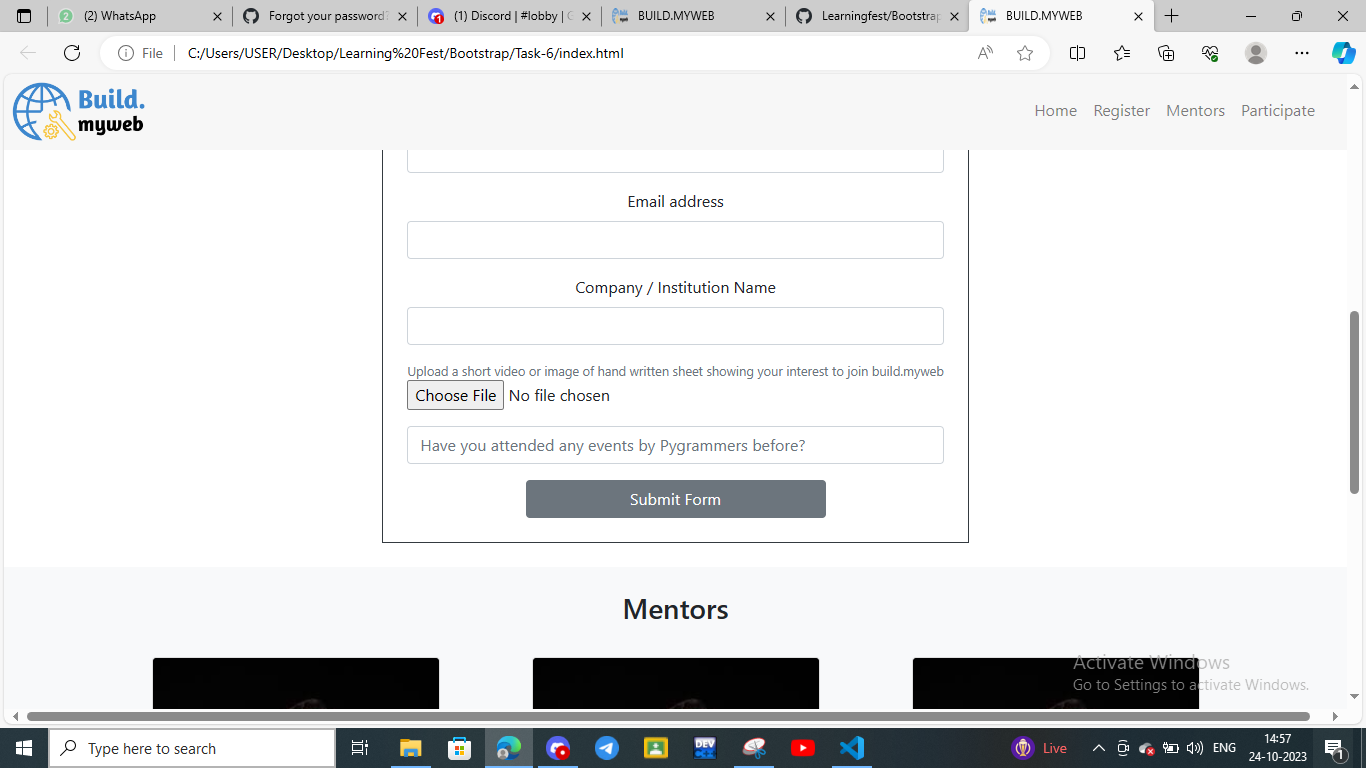 (2) WhatsApp
Forgot your password?
(1) Discord | #lobby |
BUILD.MYWEB
Learningfest/Bootstrap
BUILD.MYWEB
File
C:/Users/USER/Desktop/Learning%20Fest/Bootstrap/Task-6/index.html
Build.
myweb
Home Register Mentors Participate
Email address
Company / Institution Name
Upload a short video or image of hand written sheet showing your interest to join build.myweb
Choose File No file chosen
Have you attended any events by Pygrammers before?
Submit Form
Mentors
Activate Windows
Go to Settings to activate Windows.
Type here to search
DEV
Live
ENG
14:57
24-10-2023
1